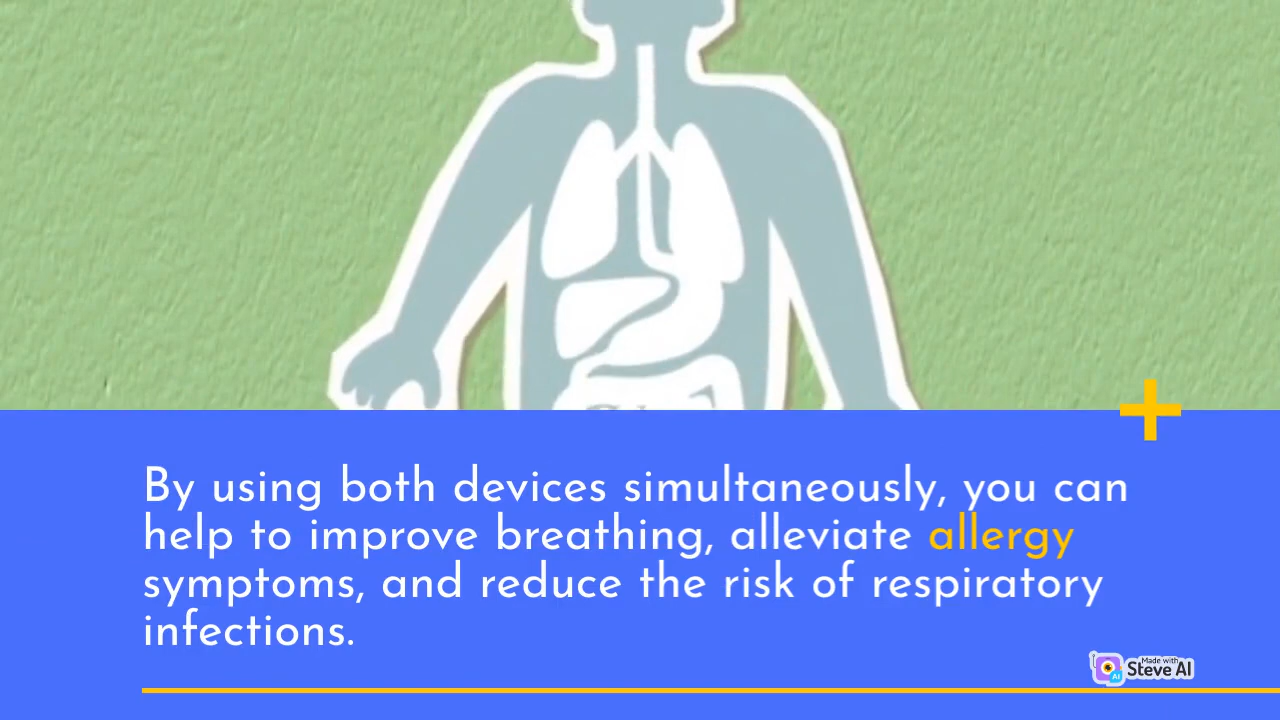 By using both devices simultaneously, you can
help to improve breathing, alleviate allergy
symptoms, and reduce the risk of respiratory
infections.
Made with
Steve AI
AI